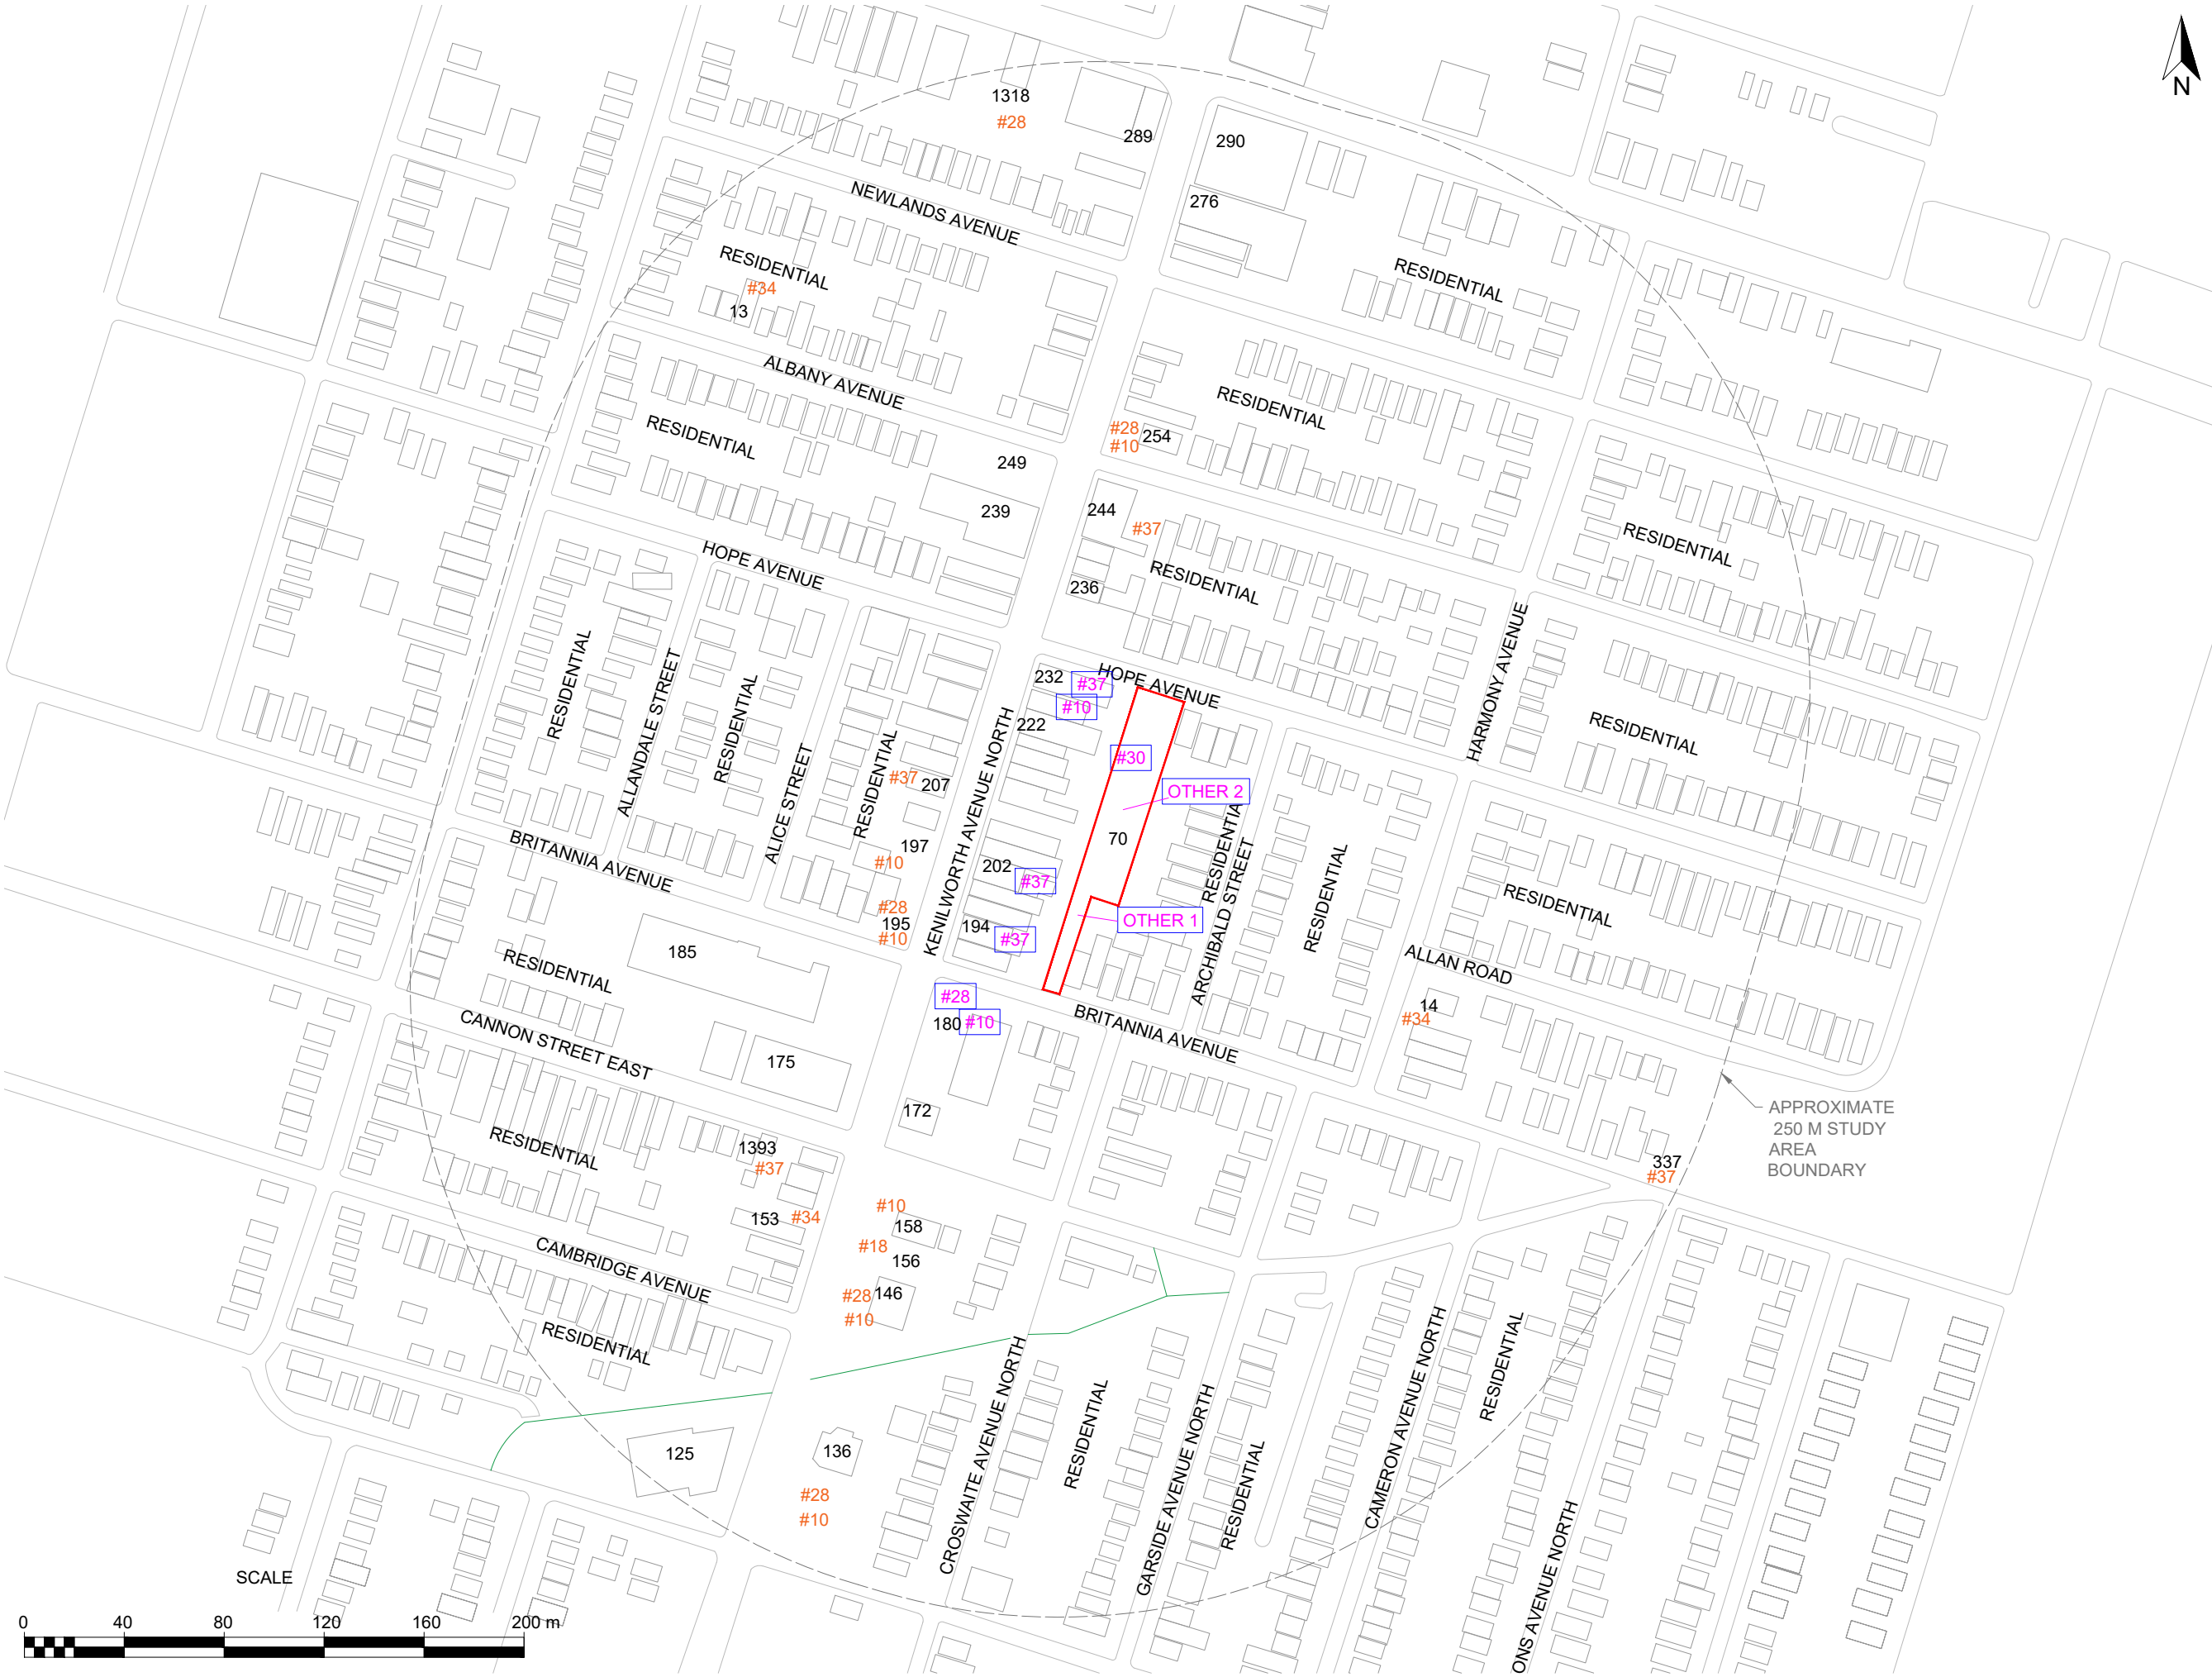 N
1318
#28
289
290
276
NEWLANDS AVENUE
RESIDENTIAL
#34
13
RESIDENTIAL
ALBANY AVENUE
RESIDENTIAL
RESIDENTIAL
#28
#10
254
249
239
244
#37
RESIDENTIAL
HOPE AVENUE
236
RESIDENTIAL
HARMONY AVENUE
RESIDENTIAL
ALLANDALE STREET
RESIDENTIAL
ALICE STREET
RESIDENTIAL
232
#37
HOPE AVENUE
#10
222
KENILWORTH AVENUE NORTH
#30
RESIDENTIAL
#37
207
OTHER 2
70
197
#10
202
#37
RESIDENTIAL
ARCHIBALD STREET
RESIDENTIAL
RESIDENTIAL
BRITANNIA AVENUE
#28
195
#10
194
#37
OTHER 1
185
RESIDENTIAL
ALLAN ROAD
#28
180
#10
14
#34
BRITANNIA AVENUE
CANNON STREET EAST
175
172
APPROXIMATE
250 M STUDY
AREA
BOUNDARY
RESIDENTIAL
1393
#37
337
#37
153
#34
#10
158
#18
156
CAMBRIDGE AVENUE
#28
146
#10
RESIDENTIAL
CROSWAITE AVENUE NORTH
RESIDENTIAL
GARSIDE AVENUE NORTH
RESIDENTIAL
CAMERON AVENUE NORTH
RESIDENTIAL
ONS AVENUE NORTH
125
136
#28
#10
SCALE
0 40 80 120 160 200 m